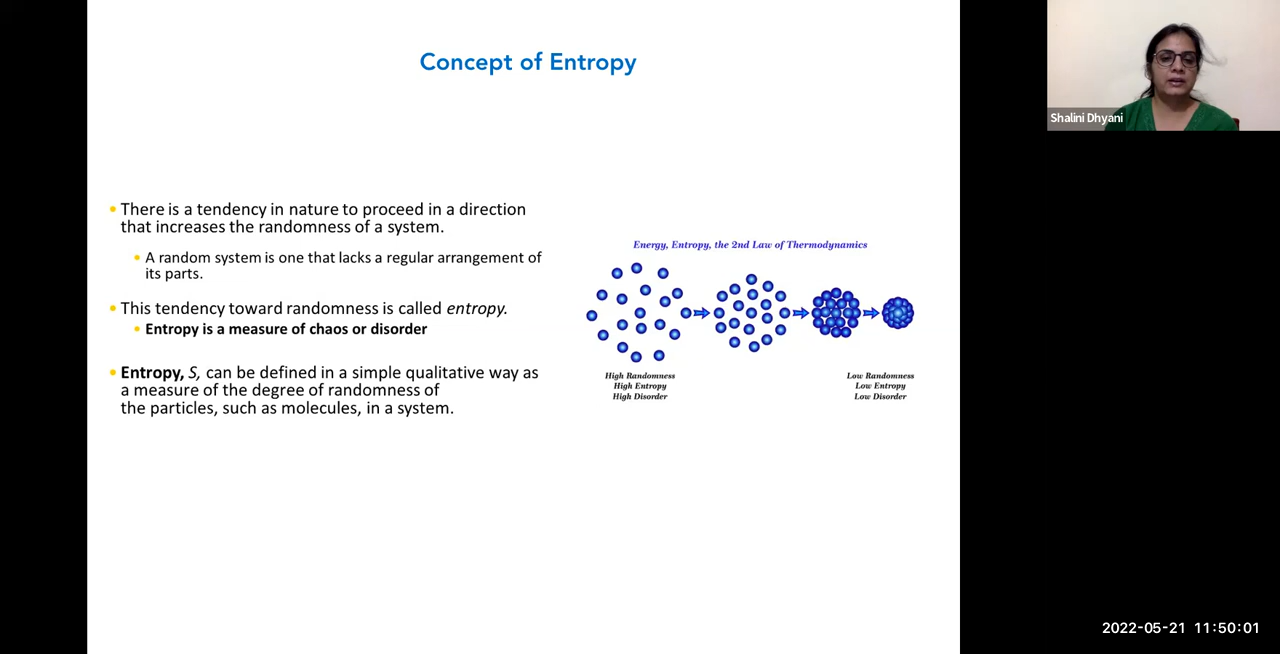 Concept of Entropy
Shalini Dhyani
• There is a tendency in nature to proceed in a direction
that increases the randomness of a system.
• A random system is one that lacks a regular arrangement of
its parts.
• This tendency toward randomness is called entropy.
• Entropy is a measure of chaos or disorder
• Entropy, S, can be defined in a simple qualitative way as
a measure of the degree of randomness of
the particles, such as molecules, in a system.
Energy, Entropy, the 2nd Law of Thermodynamics
High Randomness
High Entropy
High Disorder
Low Randomness
Low Entropy
Low Disorder
2022-05-21 11:50:01